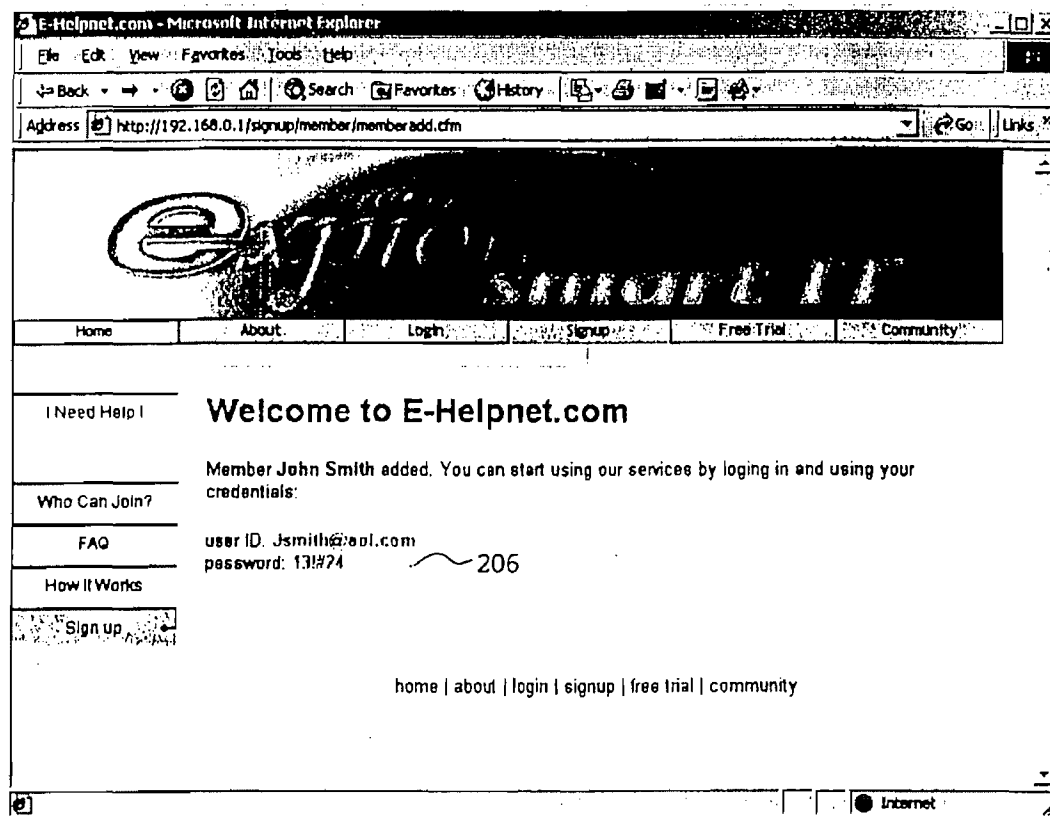 E-Helpnet.com - Microsoft Internet Explorer
File Edit View Favorites Tools Help
Back Search Favorites History
Address http://192.168.0.1/signup/member/memberadd.cfm Go Links
smart IT
Home About Login Signup Free Trial Community
I Need Help !
Welcome to E-Helpnet.com
Member John Smith added. You can start using our services by loging in and using your
credentials:
Who Can Join?
FAQ
user ID. Jsmith@aol.com
password: 13!#24
206
How It Works
Sign up
home | about | login | signup | free trial | community
Internet